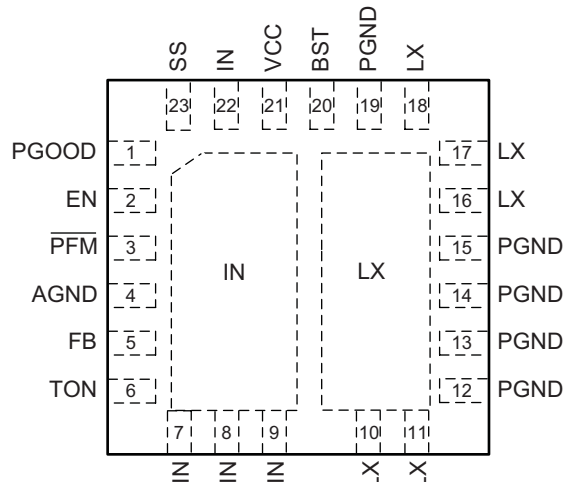 SS IN VCC BST PGND LX
23 22 21 20 19 18
PGOOD 1 17 LX
EN 2 16 LX
P̅F̅M̅ 3 15 PGND
AGND 4 IN LX 14 PGND
FB 5 13 PGND
TON 6 12 PGND
7 8 9 10 11
IN IN IN LX LX